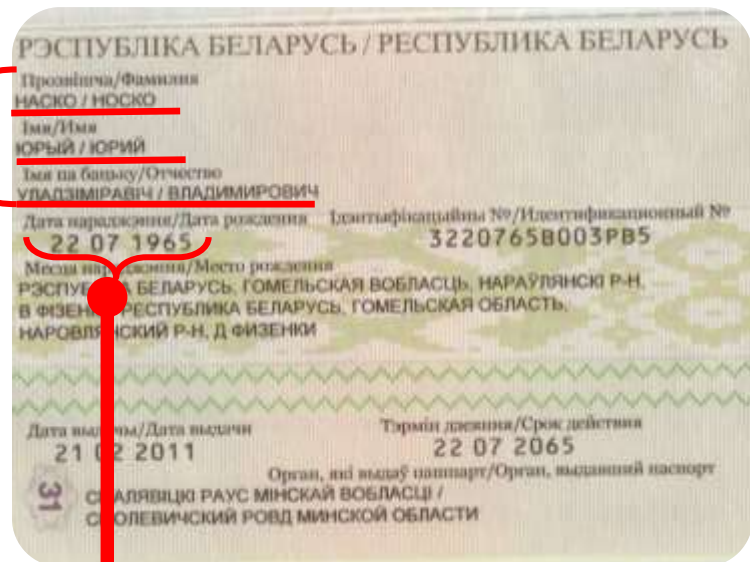 РЭСПУБЛІКА БЕЛАРУСЬ / РЕСПУБЛИКА БЕЛАРУСЬ
Прозвішча/Фамилия
НАСКО / НОСКО
Імя/Имя
ЮРЫЙ / ЮРИЙ
Імя па бацьку/Отчество
УЛАДЗІМІРАВІЧ / ВЛАДИМИРОВИЧ
Дата нараджэння/Дата рождения Ідэнтыфікацыйны №/Идентификационный №
22 07 1965 3220765B003PB5
Месца нараджэння/Место рождения
РЭСПУБЛІКА БЕЛАРУСЬ, ГОМЕЛЬСКАЯ ВОБЛАСЦЬ, НАРАЎЛЯНСКІ Р-Н,
В ФІЗЕНКІ РЕСПУБЛИКА БЕЛАРУСЬ, ГОМЕЛЬСКАЯ ОБЛАСТЬ,
НАРОВЛЯНСКИЙ Р-Н, Д ФИЗЕНКИ
Дата выдачы/Дата выдачи Тэрмін дзеяння/Срок действия
21 02 2011 22 07 2065
Орган, які выдаў пашпарт/Орган, выдавший паспорт
31
СМАЛЯВІЦКІ РАУС МІНСКАЙ ВОБЛАСЦІ /
СМОЛЕВИЧСКИЙ РОВД МИНСКОЙ ОБЛАСТИ